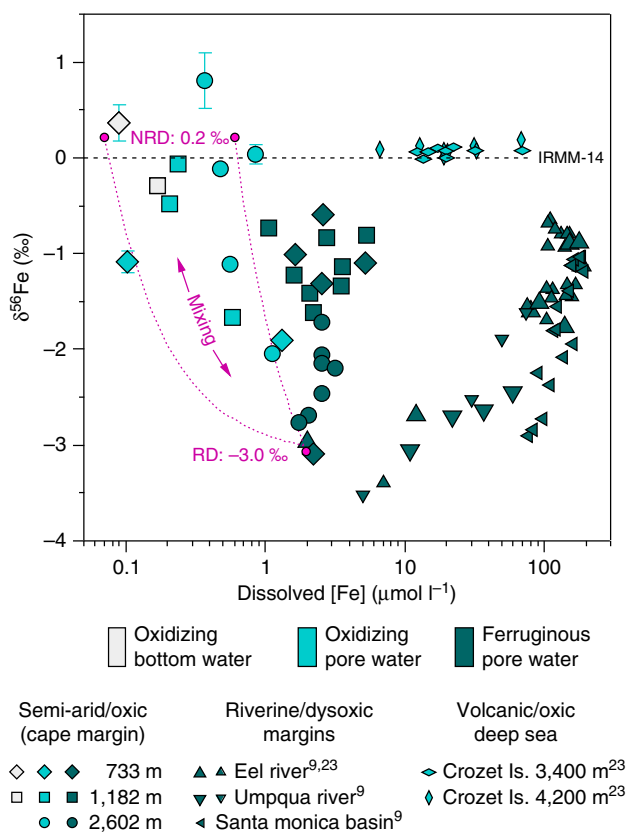 1
0
−1
−2
−3
−4
δ⁵⁶Fe (‰)
NRD: 0.2 ‰
IRMM-14
Mixing
RD: −3.0 ‰
0.1 1 10 100
Dissolved [Fe] (μmol l⁻¹)
Oxidizing bottom water
Oxidizing pore water
Ferruginous pore water
Semi-arid/oxic (cape margin)
733 m
1,182 m
2,602 m
Riverine/dysoxic margins
Eel river⁹,²³
Umpqua river⁹
Santa monica basin⁹
Volcanic/oxic deep sea
Crozet Is. 3,400 m²³
Crozet Is. 4,200 m²³